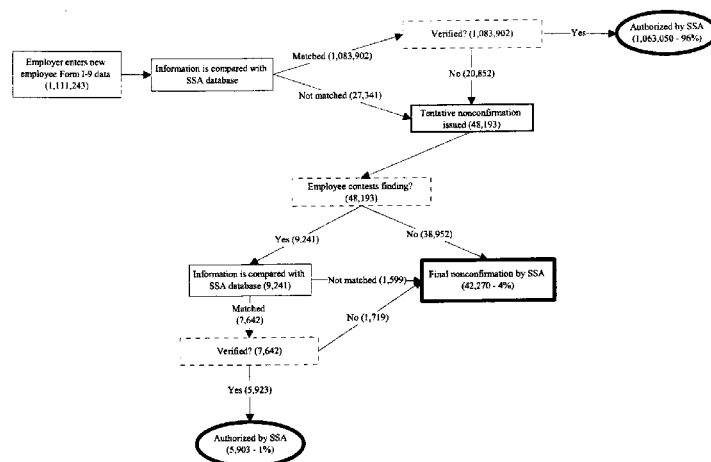 Verified? (1,083,902)
Yes
Authorized by SSA
(1,063,050 - 96%)
Matched (1,083,902)
Employer enters new
employee Form I-9 data
(1,111,243)
Information is compared with
SSA database
No (20,852)
Not matched (27,341)
Tentative nonconfirmation
issued (48,193)
Employee contests finding?
(48,193)
Yes (9,241)
No (38,952)
Information is compared with
SSA database (9,241)
Not matched (1,599)
Final nonconfirmation by SSA
(42,270 - 4%)
Matched
(7,642)
No (1,719)
Verified? (7,642)
Yes (5,923)
Authorized by SSA
(5,903 - 1%)